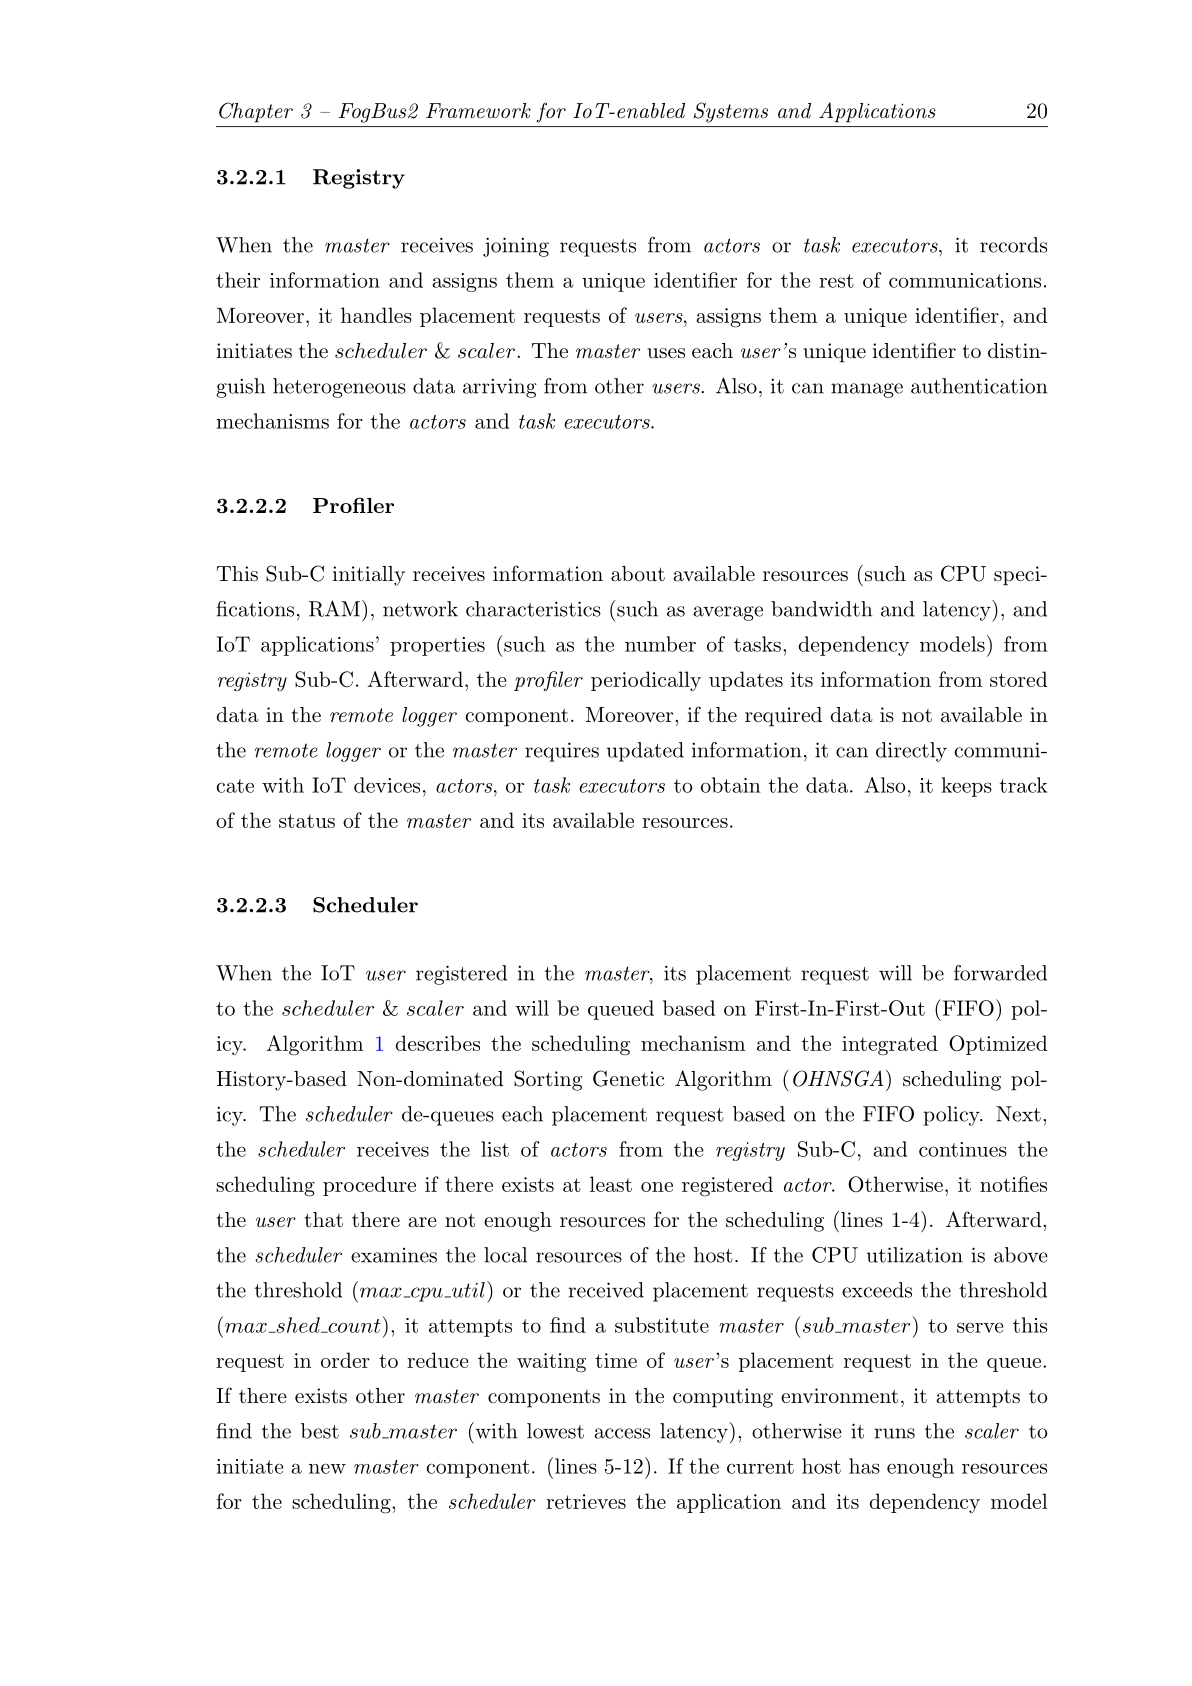 Chapter 3 – FogBus2 Framework for IoT-enabled Systems and Applications 20
3.2.2.1 Registry
When the master receives joining requests from actors or task executors, it records
their information and assigns them a unique identifier for the rest of communications.
Moreover, it handles placement requests of users, assigns them a unique identifier, and
initiates the scheduler & scaler. The master uses each user's unique identifier to distin-
guish heterogeneous data arriving from other users. Also, it can manage authentication
mechanisms for the actors and task executors.
3.2.2.2 Profiler
This Sub-C initially receives information about available resources (such as CPU speci-
fications, RAM), network characteristics (such as average bandwidth and latency), and
IoT applications' properties (such as the number of tasks, dependency models) from
registry Sub-C. Afterward, the profiler periodically updates its information from stored
data in the remote logger component. Moreover, if the required data is not available in
the remote logger or the master requires updated information, it can directly communi-
cate with IoT devices, actors, or task executors to obtain the data. Also, it keeps track
of the status of the master and its available resources.
3.2.2.3 Scheduler
When the IoT user registered in the master, its placement request will be forwarded
to the scheduler & scaler and will be queued based on First-In-First-Out (FIFO) pol-
icy. Algorithm 1 describes the scheduling mechanism and the integrated Optimized
History-based Non-dominated Sorting Genetic Algorithm (OHNSGA) scheduling pol-
icy. The scheduler de-queues each placement request based on the FIFO policy. Next,
the scheduler receives the list of actors from the registry Sub-C, and continues the
scheduling procedure if there exists at least one registered actor. Otherwise, it notifies
the user that there are not enough resources for the scheduling (lines 1-4). Afterward,
the scheduler examines the local resources of the host. If the CPU utilization is above
the threshold (max_cpu_util) or the received placement requests exceeds the threshold
(max_shed_count), it attempts to find a substitute master (sub_master) to serve this
request in order to reduce the waiting time of user's placement request in the queue.
If there exists other master components in the computing environment, it attempts to
find the best sub_master (with lowest access latency), otherwise it runs the scaler to
initiate a new master component. (lines 5-12). If the current host has enough resources
for the scheduling, the scheduler retrieves the application and its dependency model